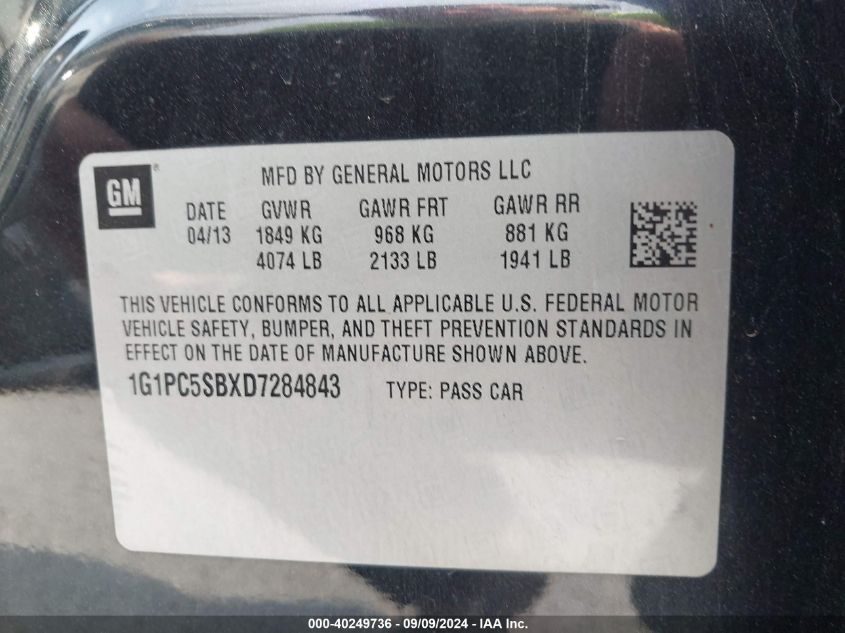 GM
MFD BY GENERAL MOTORS LLC
DATE GVWR GAWR FRT GAWR RR
04/13 1849 KG 968 KG 881 KG
4074 LB 2133 LB 1941 LB
THIS VEHICLE CONFORMS TO ALL APPLICABLE U.S. FEDERAL MOTOR
VEHICLE SAFETY, BUMPER, AND THEFT PREVENTION STANDARDS IN
EFFECT ON THE DATE OF MANUFACTURE SHOWN ABOVE.
1G1PC5SBXD7284843 TYPE: PASS CAR
000-40249736 - 09/09/2024 - IAAI Inc.